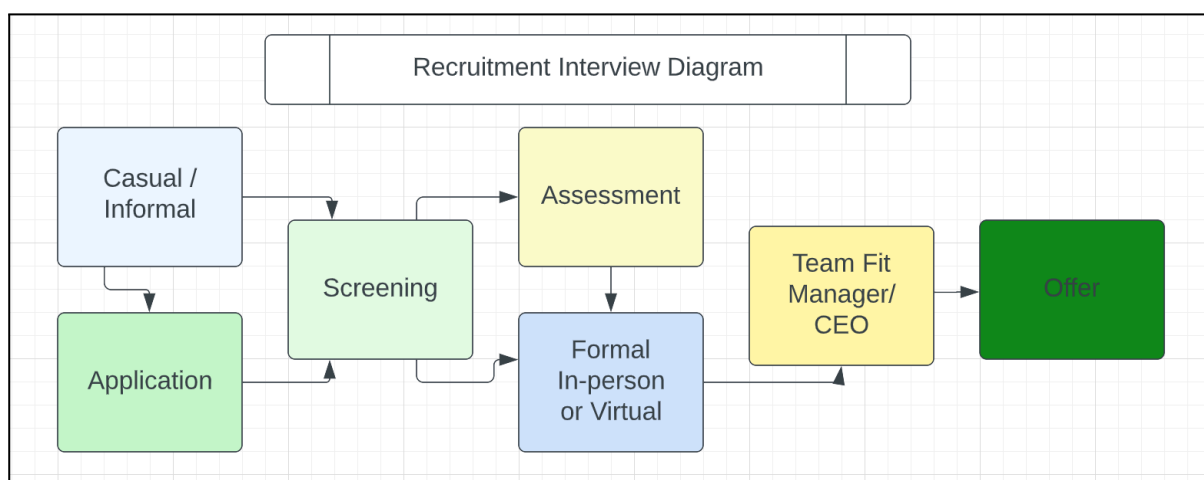 Recruitment Interview Diagram
Casual /
Informal
Application
Screening
Assessment
Formal
In-person
or Virtual
Team Fit
Manager/
CEO
Offer